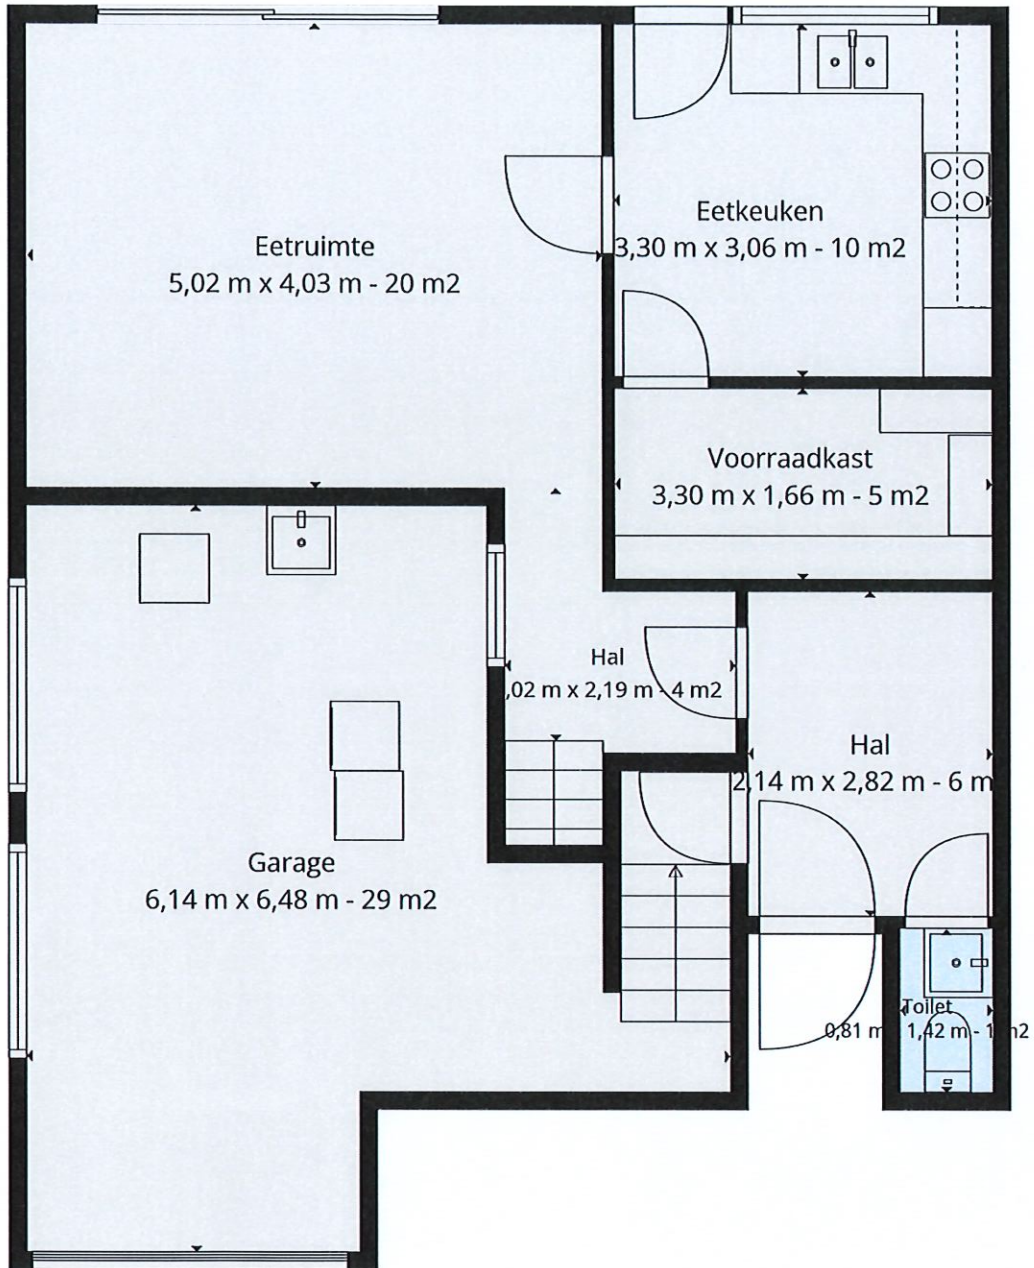 Eetruimte
5,02 m x 4,03 m - 20 m2
Eetkeuken
3,30 m x 3,06 m - 10 m2
Voorraadkast
3,30 m x 1,66 m - 5 m2
Hal
,02 m x 2,19 m - 4 m2
Hal
2,14 m x 2,82 m - 6 m
Garage
6,14 m x 6,48 m - 29 m2
Toilet
0,81 m 1,42 m - 1 m2